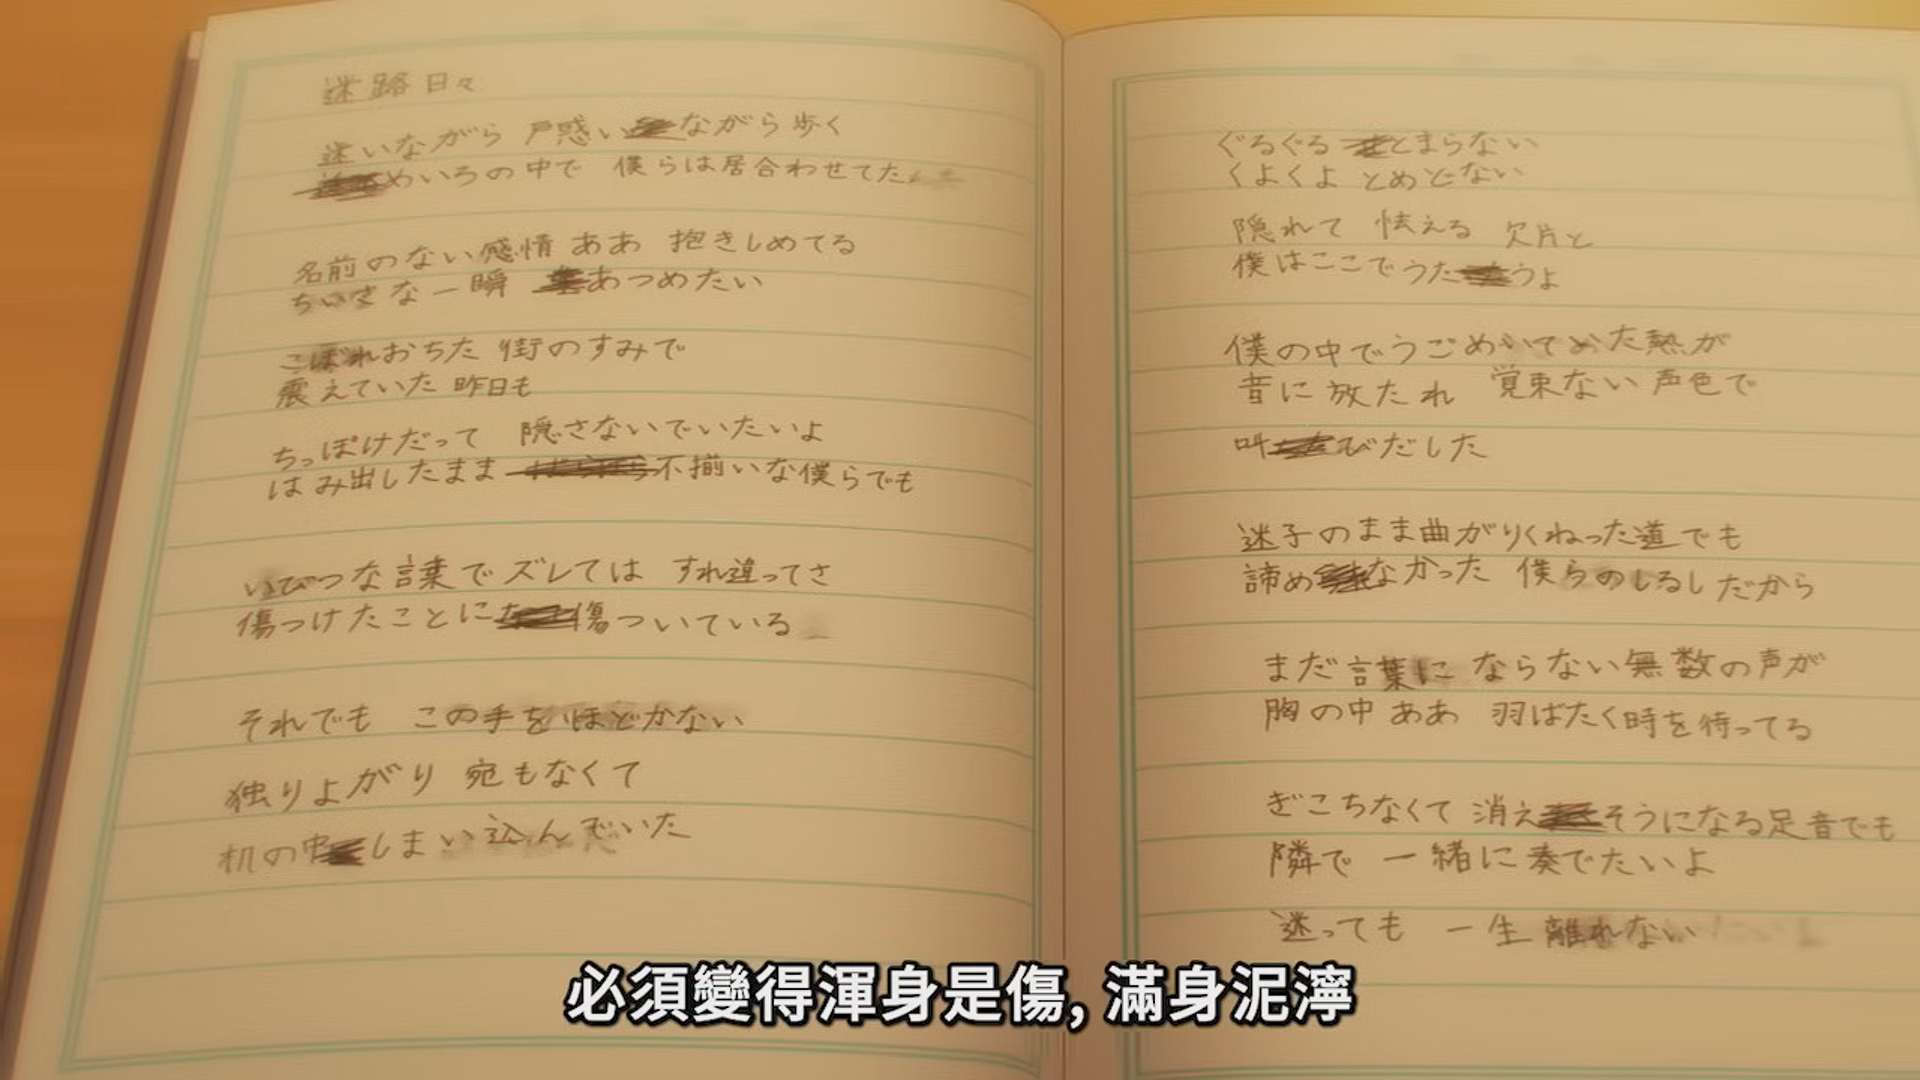 迷路日々
迷いながら 戸惑いながら歩く
めいろの中で 僕らは居合わせてた
名前のない感情 ああ 抱きしめてる
ちいさな一瞬 あつめたい
こぼれおちた 街のすみで
震えていた 昨日も
ちっぽけだって 隠さないでいたいよ
はみ出したまま 不揃いな僕らでも
いびつな言葉で ズレては すれ違ってさ
傷つけたことに傷ついている
それでも この手をほどかない
独りよがり 宛もなくて
机の中しまい込んでいた
ぐるぐる とまらない
くよくよ とめどない
隠れて 怯える 欠片と
僕はここでうたうよ
僕の中でうごめいてた熱が
音に放たれ 覚束ない声色で
叫びだした
迷子のまま曲がりくねった道でも
諦めなかった 僕らのしるしだから
まだ言葉に ならない無数の声が
胸の中 ああ 羽ばたく時を待ってる
ぎこちなくて 消えそうになる足音でも
隣で 一緒に奏でたいよ
迷っても 一生 離れない
必須變得渾身是傷, 滿身泥濘